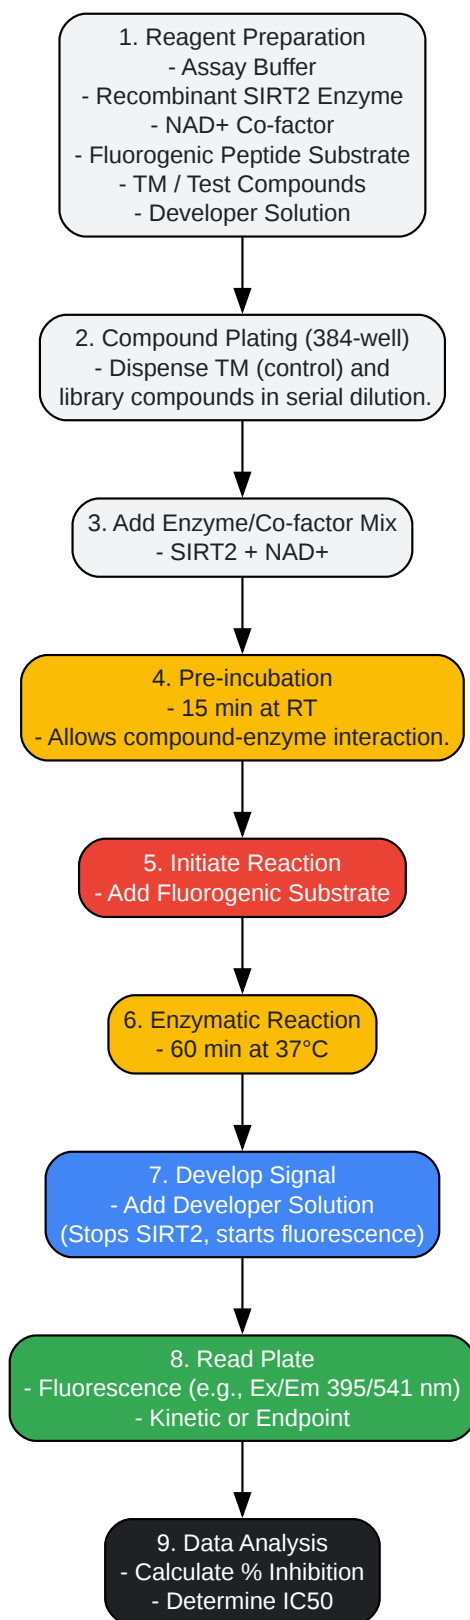 1. Reagent Preparation
- Assay Buffer
- Recombinant SIRT2 Enzyme
- NAD+ Co-factor
- Fluorogenic Peptide Substrate
- TM / Test Compounds
- Developer Solution
2. Compound Plating (384-well)
- Dispense TM (control) and
library compounds in serial dilution.
3. Add Enzyme/Co-factor Mix
- SIRT2 + NAD+
4. Pre-incubation
- 15 min at RT
- Allows compound-enzyme interaction.
5. Initiate Reaction
- Add Fluorogenic Substrate
6. Enzymatic Reaction
- 60 min at 37°C
7. Develop Signal
- Add Developer Solution
(Stops SIRT2, starts fluorescence)
8. Read Plate
- Fluorescence (e.g., Ex/Em 395/541 nm)
- Kinetic or Endpoint
9. Data Analysis
- Calculate % Inhibition
- Determine IC50